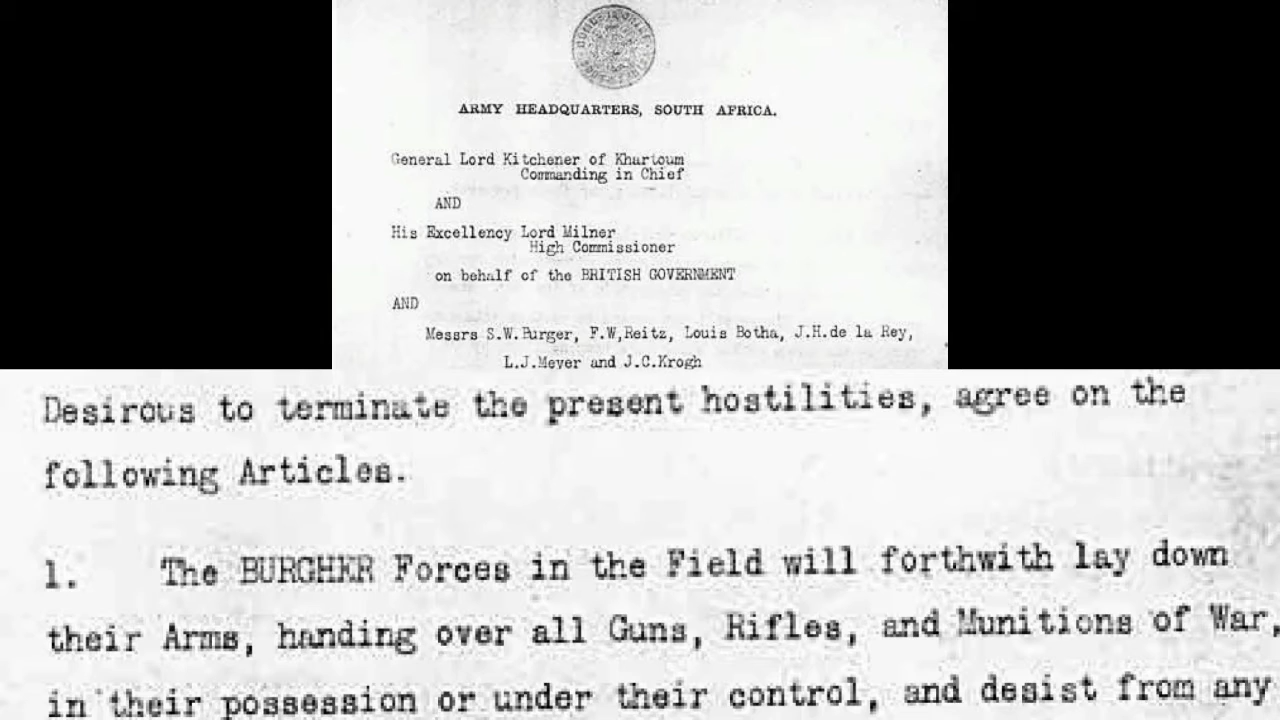 ARMY HEADQUARTERS, SOUTH AFRICA.
General Lord Kitchener of Khartoum
Commanding in Chief
AND
His Excellency Lord Milner
High Commissioner
on behalf of the BRITISH GOVERNMENT
AND
Messrs S.W.Burger, F.W,Reitz, Louis Botha, J.H.de la Rey,
L.J.Meyer and J.C.Krogh
Desirous to terminate the present hostilities, agree on the
following Articles.
1. The BURGHER Forces in the Field will forthwith lay down
their Arms, handing over all Guns, Rifles, and Munitions of War,
in their possession or under their control, and desist from any